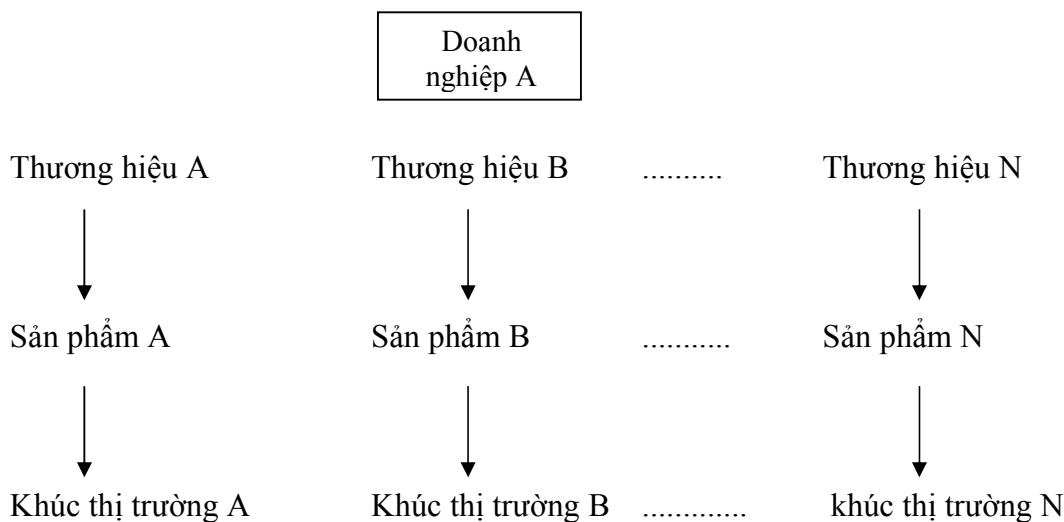 Doanh
nghiệp A
Thương hiệu A Thương hiệu B .......... Thương hiệu N
Sản phẩm A Sản phẩm B ........... Sản phẩm N
Khúc thị trường A Khúc thị trường B ............. khúc thị trường N